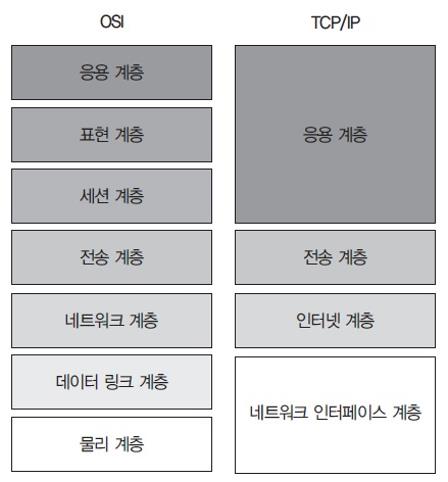 OSI
TCP/IP
응용 계층
표현 계층
세션 계층
전송 계층
네트워크 계층
데이터 링크 계층
물리 계층
응용 계층
전송 계층
인터넷 계층
네트워크 인터페이스 계층